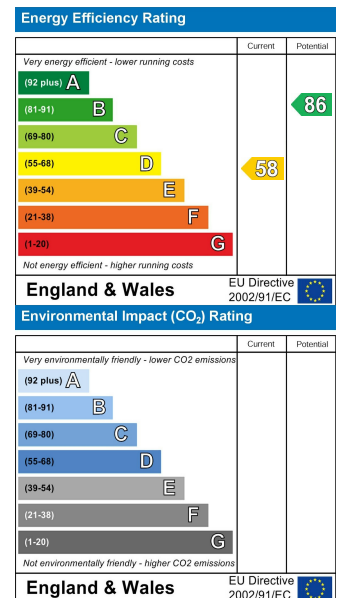 Energy Efficiency Rating
Current Potential
Very energy efficient - lower running costs
(92 plus) A
(81-91) B
(69-80) C
(55-68) D
(39-54) E
(21-38) F
(1-20) G
86
58
Not energy efficient - higher running costs
England & Wales
EU Directive
2002/91/EC
Environmental Impact (CO₂) Rating
Current Potential
Very environmentally friendly - lower CO2 emissions
(92 plus) A
(81-91) B
(69-80) C
(55-68) D
(39-54) E
(21-38) F
(1-20) G
Not environmentally friendly - higher CO2 emissions
England & Wales
EU Directive
2002/91/EC